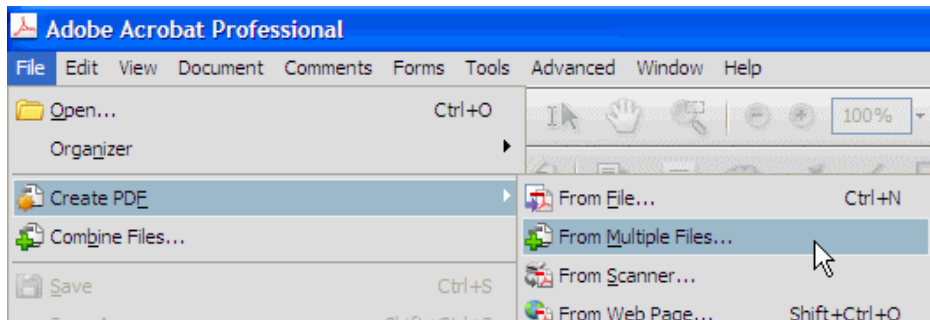 Adobe Acrobat Professional
File Edit View Document Comments Forms Tools Advanced Window Help
Open... Ctrl+O
100%
Organizer
Create PDF
From File... Ctrl+N
Combine Files...
From Multiple Files...
Save Ctrl+S
From Scanner...
From Web Page... Shift+Ctrl+O